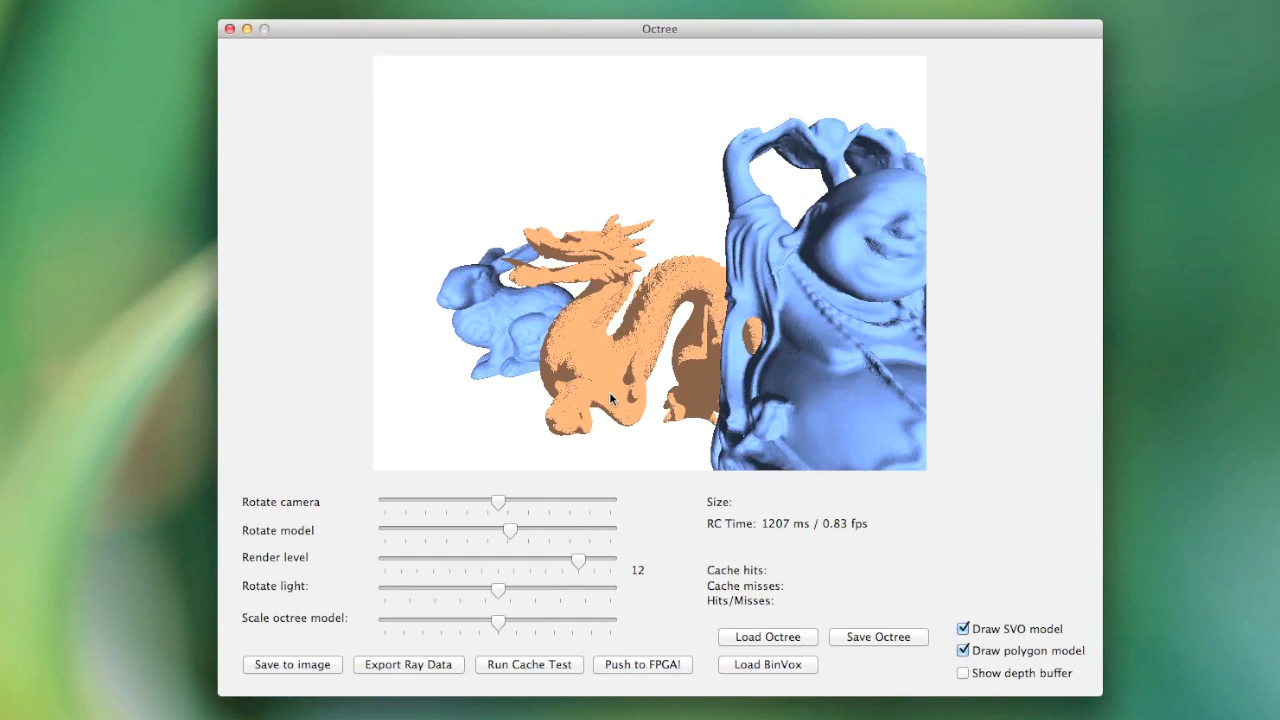 Octree
Rotate camera
Rotate model
Render level
12
Rotate light:
Scale octree model:
Size:
RC Time: 1207 ms / 0.83 fps
Cache hits:
Cache misses:
Hits/Misses:
Load Octree
Save Octree
Draw SVO model
Draw polygon model
Show depth buffer
Save to image
Export Ray Data
Run Cache Test
Push to FPGA!
Load BinVox